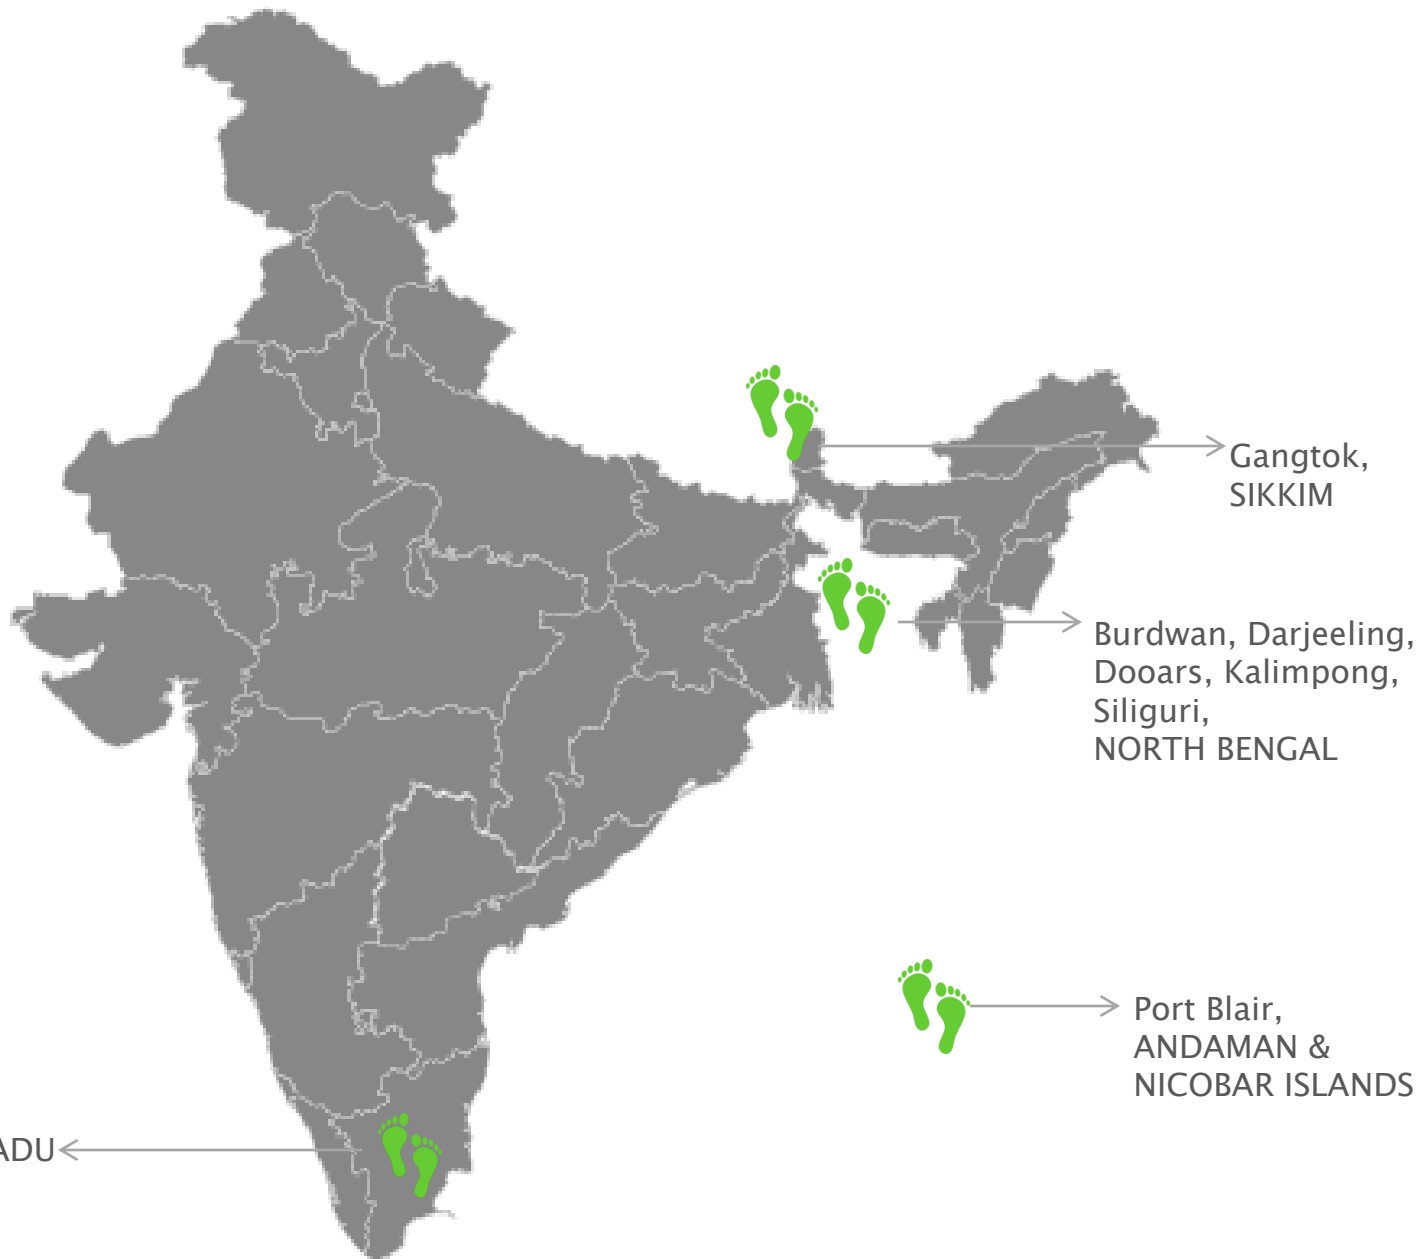 Gangtok,
SIKKIM
Burdwan, Darjeeling,
Dooars, Kalimpong,
Siliguri,
NORTH BENGAL
Port Blair,
ANDAMAN &
NICOBAR ISLANDS
ADU